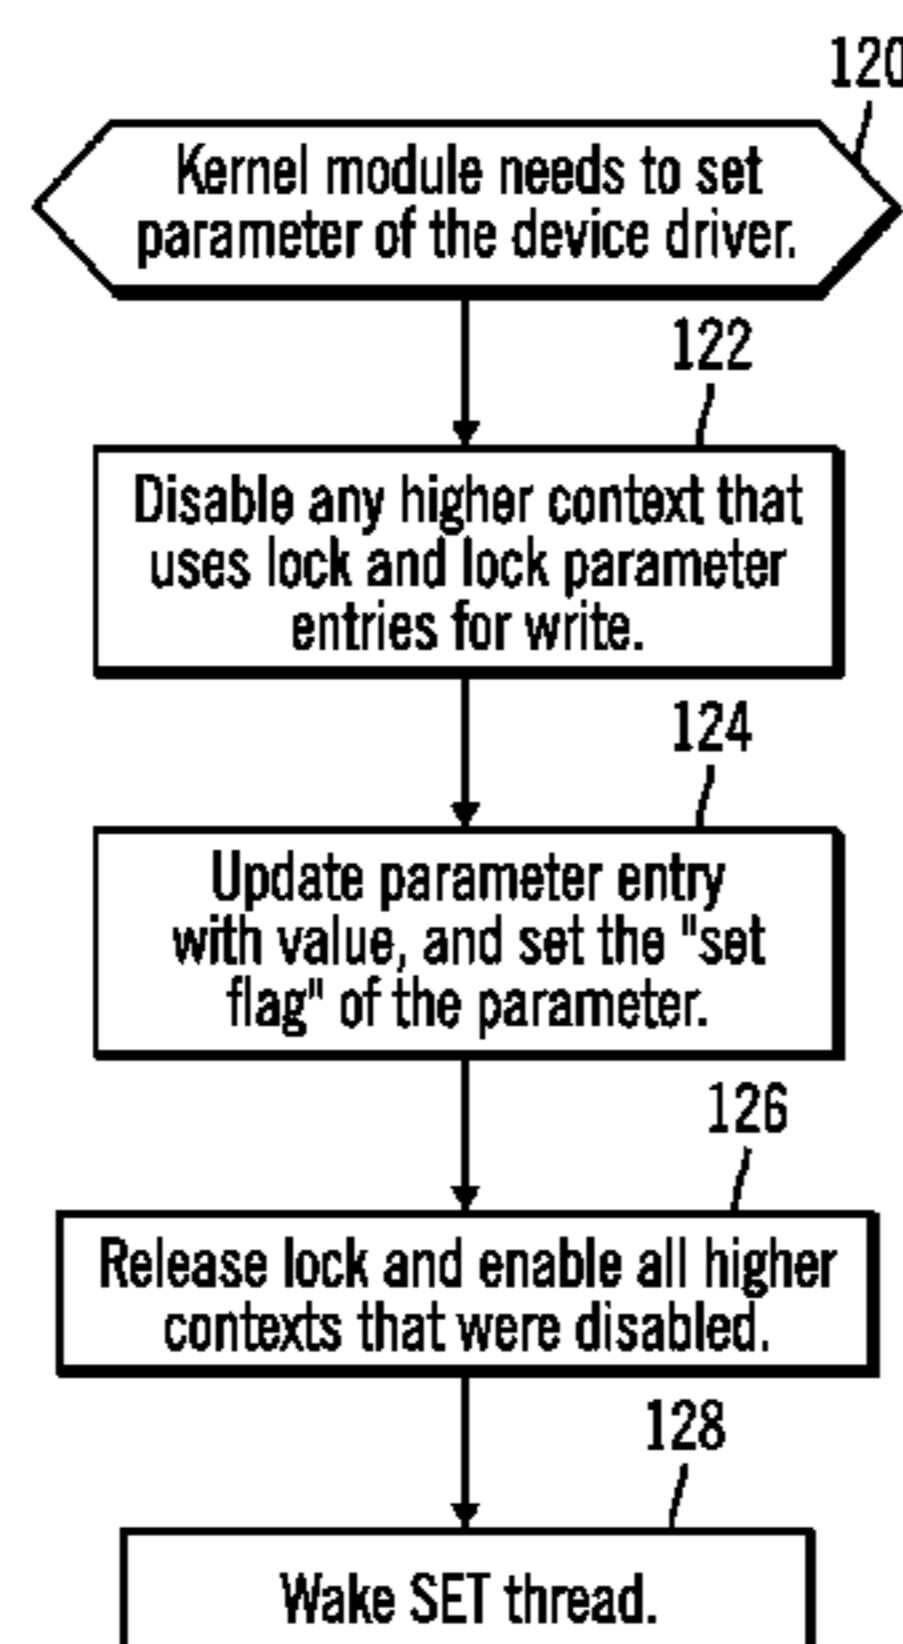 120
Kernel module needs to set
parameter of the device driver.
122
Disable any higher context that
uses lock and lock parameter
entries for write.
124
Update parameter entry
with value, and set the "set
flag" of the parameter.
126
Release lock and enable all higher
contexts that were disabled.
128
Wake SET thread.